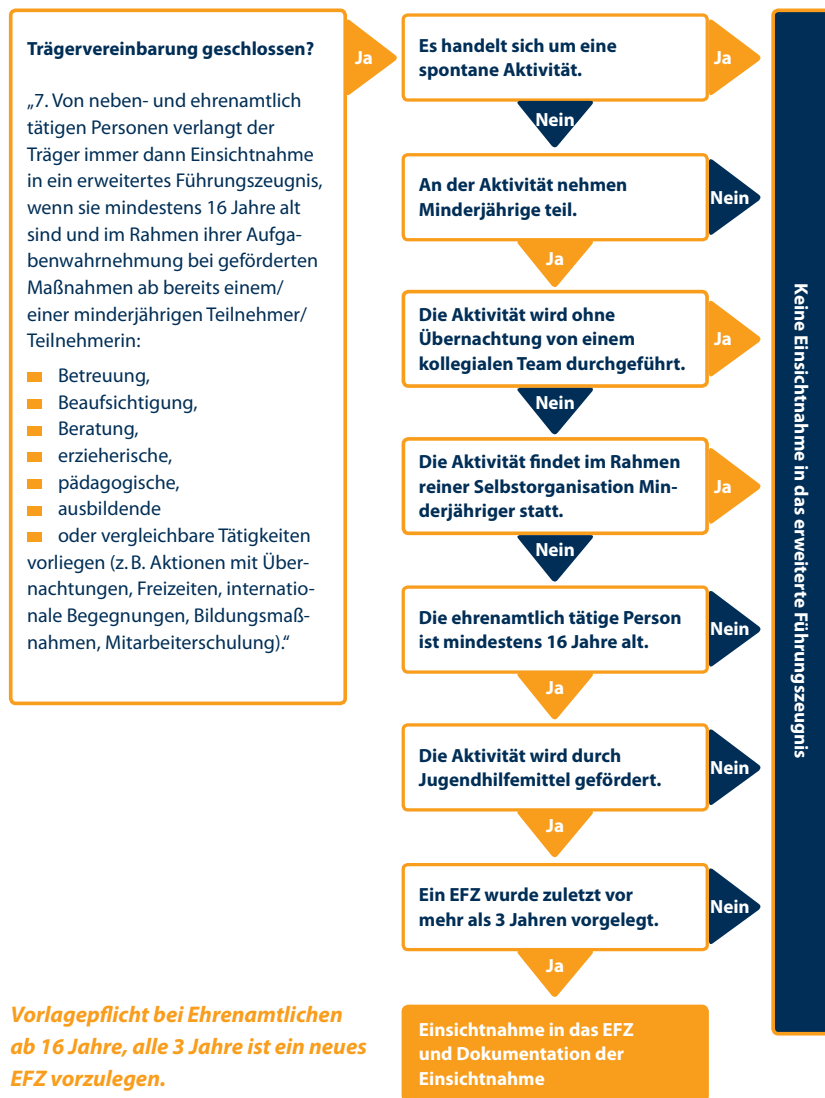 Trägervereinbarung geschlossen?
„7. Von neben- und ehrenamtlich
tätigen Personen verlangt der
Träger immer dann Einsichtnahme
in ein erweitertes Führungszeugnis,
wenn sie mindestens 16 Jahre alt
sind und im Rahmen ihrer Aufga-
benwahrnehmung bei geförderten
Maßnahmen ab bereits einem/
einer minderjährigen Teilnehmer/
Teilnehmerin:
Betreuung,
Beaufsichtigung,
Beratung,
erzieherische,
pädagogische,
ausbildende
oder vergleichbare Tätigkeiten
vorliegen (z. B. Aktionen mit Über-
nachtungen, Freizeiten, internatio-
nale Begegnungen, Bildungsmaß-
nahmen, Mitarbeiterschulung).“
Ja
Es handelt sich um eine
spontane Aktivität.
Ja
Nein
An der Aktivität nehmen
Minderjährige teil.
Nein
Ja
Die Aktivität wird ohne
Übernachtung von einem
kollegialen Team durchgeführt.
Ja
Nein
Die Aktivität findet im Rahmen
reiner Selbstorganisation Min-
derjähriger statt.
Ja
Nein
Die ehrenamtlich tätige Person
ist mindestens 16 Jahre alt.
Nein
Ja
Die Aktivität wird durch
Jugendhilfemittel gefördert.
Nein
Ja
Ein EFZ wurde zuletzt vor
mehr als 3 Jahren vorgelegt.
Nein
Ja
Einsichtnahme in das EFZ
und Dokumentation der
Einsichtnahme
Keine Einsichtnahme in das erweiterte Führungszeugnis
Vorlagepflicht bei Ehrenamtlichen
ab 16 Jahre, alle 3 Jahre ist ein neues
EFZ vorzulegen.